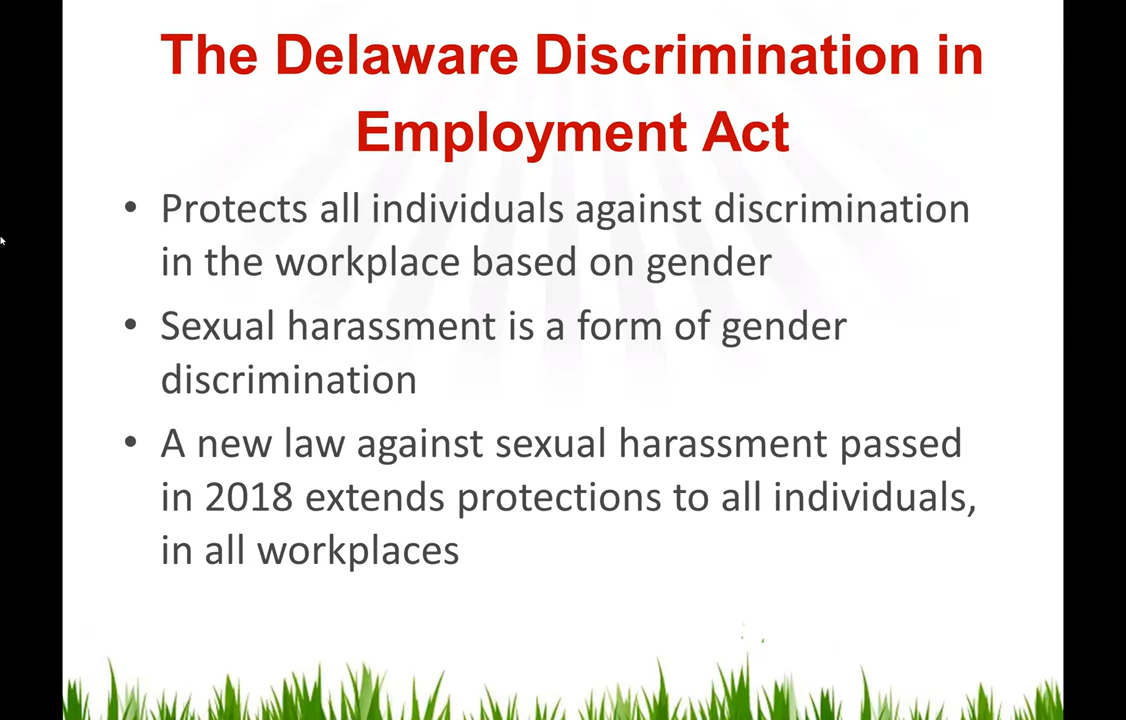 The Delaware Discrimination in
Employment Act
• Protects all individuals against discrimination
in the workplace based on gender
• Sexual harassment is a form of gender
discrimination
• A new law against sexual harassment passed
in 2018 extends protections to all individuals,
in all workplaces